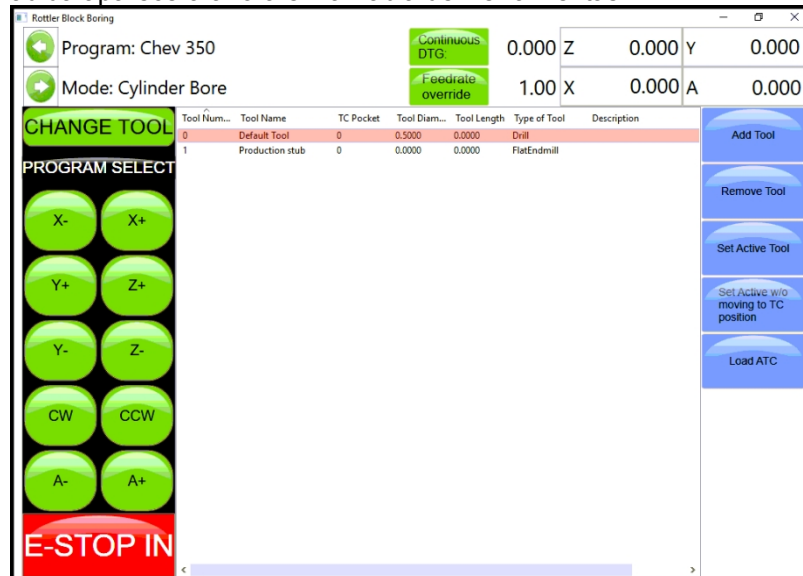 Rottler Block Boring
Program: Chev 350
Continuous DTG:
0.000 Z 0.000 Y 0.000
Mode: Cylinder Bore
Feedrate override
1.00 X 0.000 A 0.000
CHANGE TOOL
PROGRAM SELECT
X- X+
Y+ Z+
Y- Z-
CW CCW
A- A+
E-STOP IN
Tool Num... Tool Name TC Pocket Tool Diam... Tool Length Type of Tool Description
0 Default Tool 0 0.5000 0.0000 Drill
1 Production stub 0 0.0000 0.0000 FlatEndmill
Add Tool
Remove Tool
Set Active Tool
Set Active w/o
moving to TC
position
Load ATC